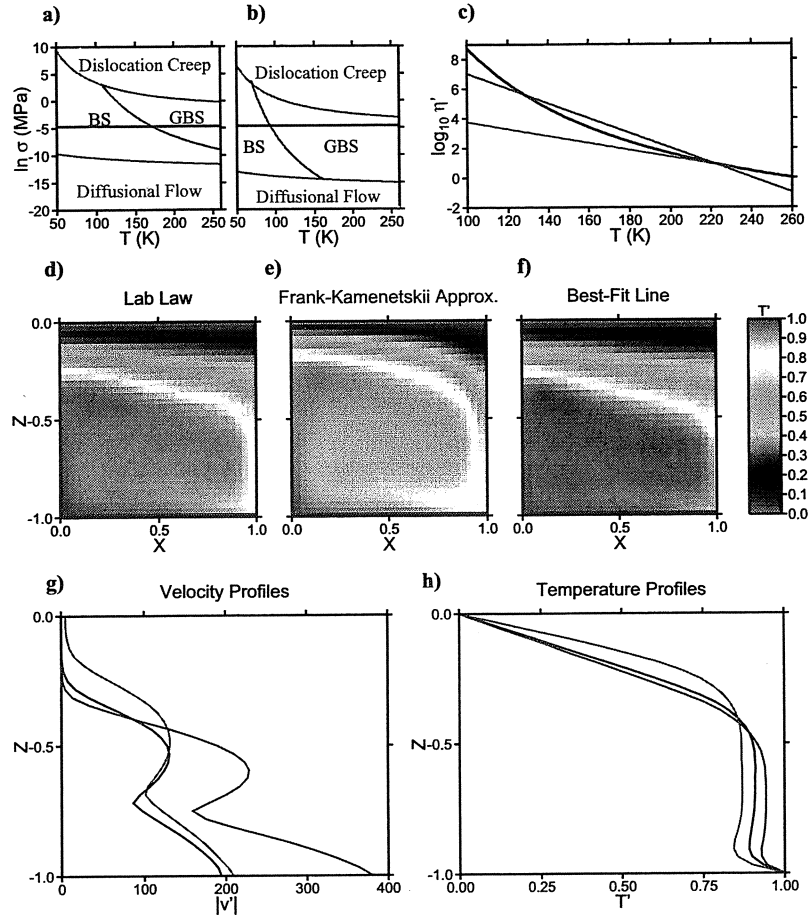 a)
b)
c)
10
5
0
-5
-10
-15
-20
ln σ (MPa)
Dislocation Creep
BS
GBS
Diffusional Flow
50
100
150
200
250
T (K)
Dislocation Creep
BS
GBS
Diffusional Flow
50
100
150
200
250
T (K)
8
6
4
2
0
-2
log₁₀ η'
100
120
140
160
180
200
220
240
260
T (K)
d)
e)
f)
Lab Law
Frank-Kamenetskii Approx.
Best-Fit Line
T'
0.0
-0.5
-1.0
Z
0.0
0.5
1.0
X
0.0
0.5
1.0
X
0.0
0.5
1.0
X
1.0
0.9
0.8
0.7
0.6
0.5
0.4
0.3
0.2
0.1
0.0
g)
Velocity Profiles
0.0
-0.5
-1.0
Z
0
100
200
300
400
|v'|
h)
Temperature Profiles
0.0
-0.5
-1.0
Z
0.00
0.25
0.50
0.75
1.00
T'